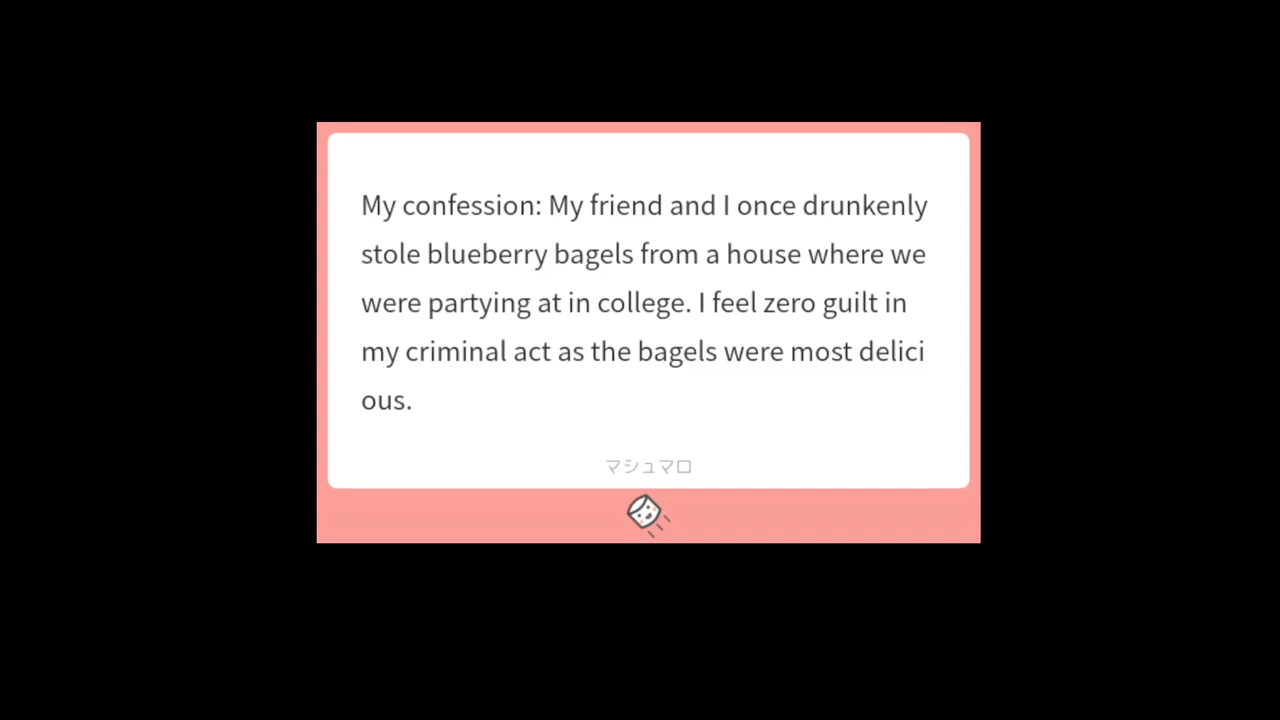 My confession: My friend and I once drunkenly
stole blueberry bagels from a house where we
were partying at in college. I feel zero guilt in
my criminal act as the bagels were most delici
ous.
マシュマロ